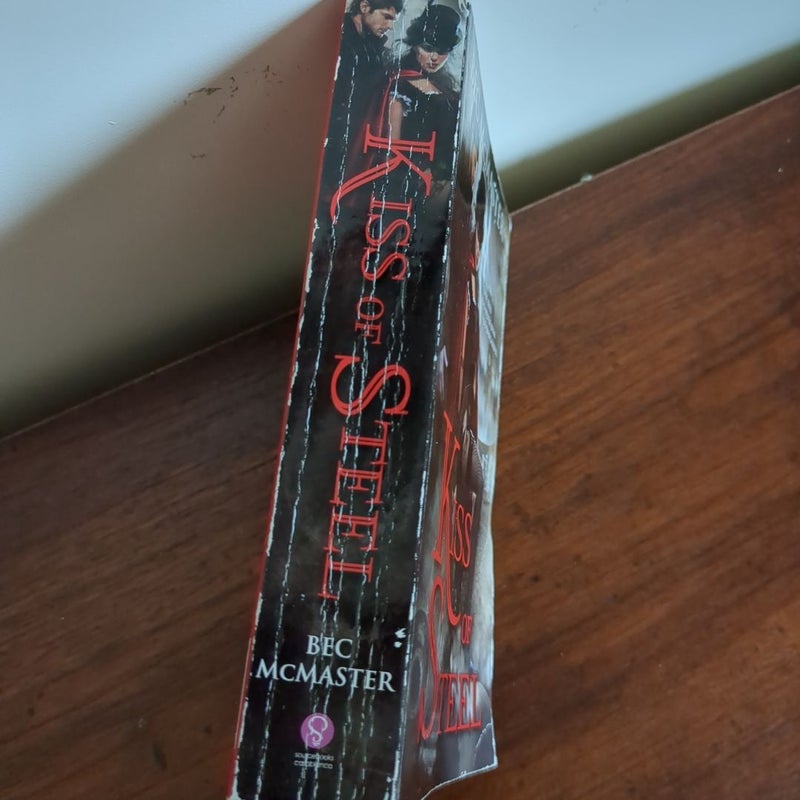 KISS OF STEEL
BEC
MCMASTER
sourcebooks
casablanca
KISS
OF
STEEL